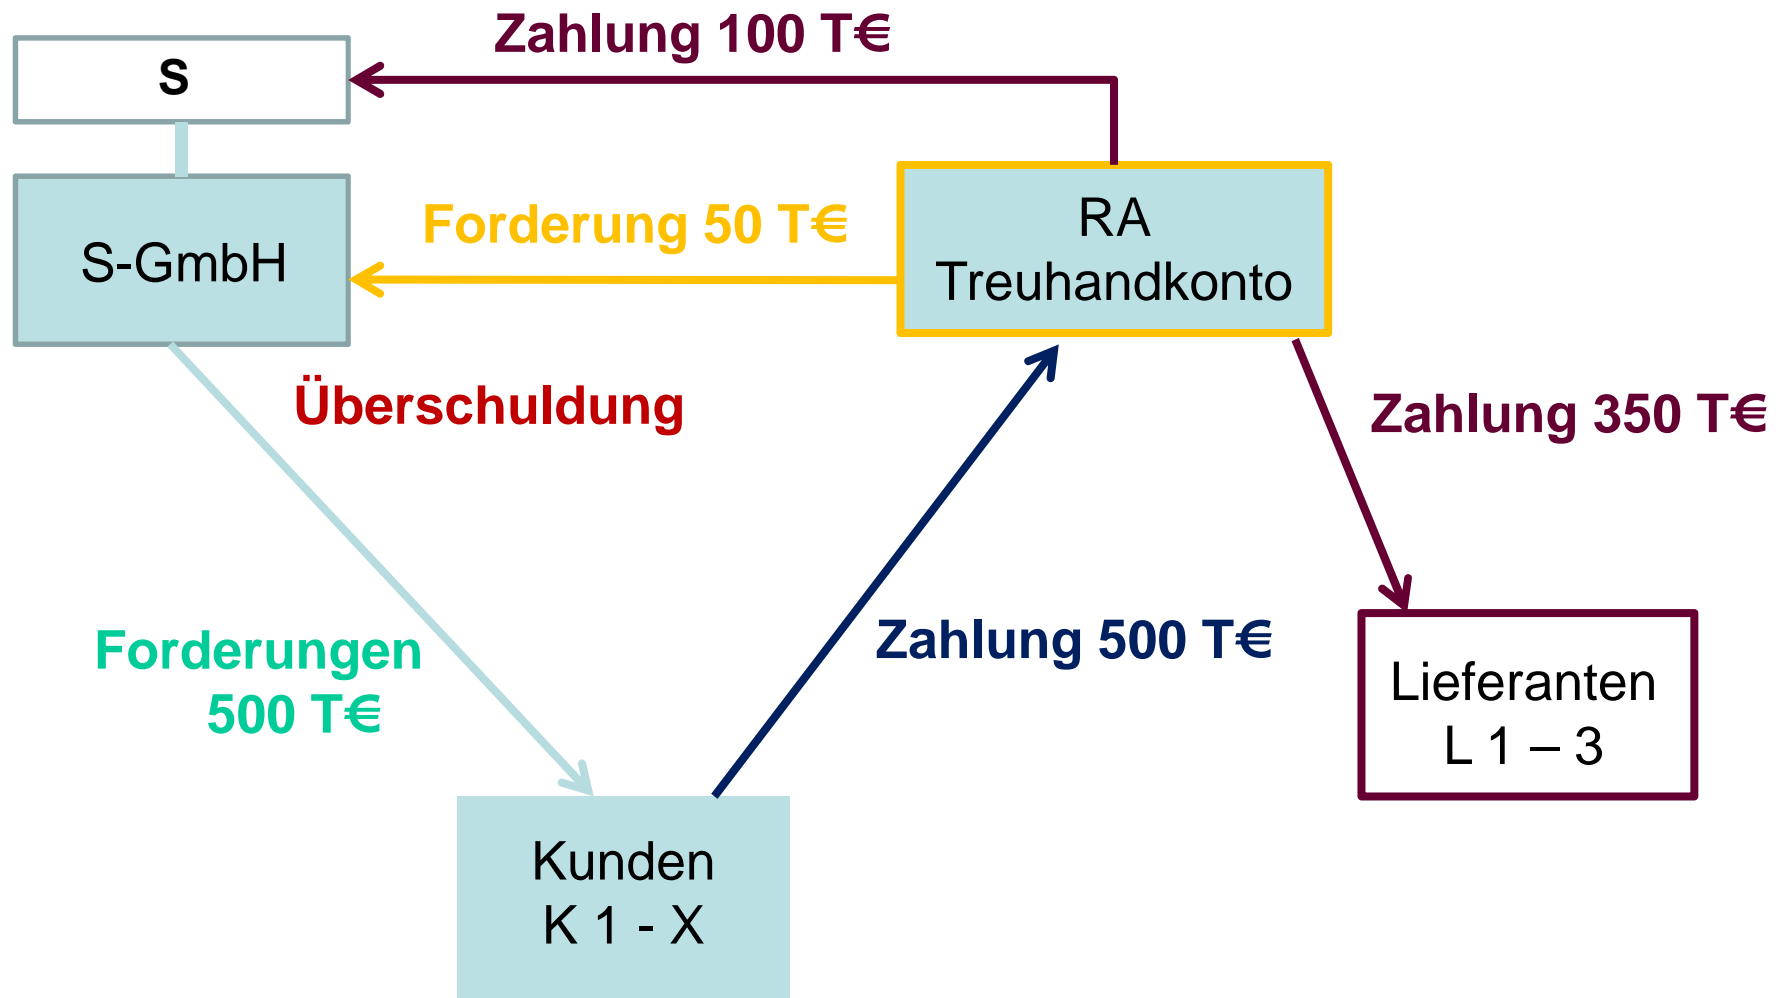 Zahlung 100 T€
S
Forderung 50 T€
RA
Treuhandkonto
S-GmbH
Überschuldung
Zahlung 350 T€
Forderungen
500 T€
Zahlung 500 T€
Lieferanten
L 1 – 3
Kunden
K 1 - X